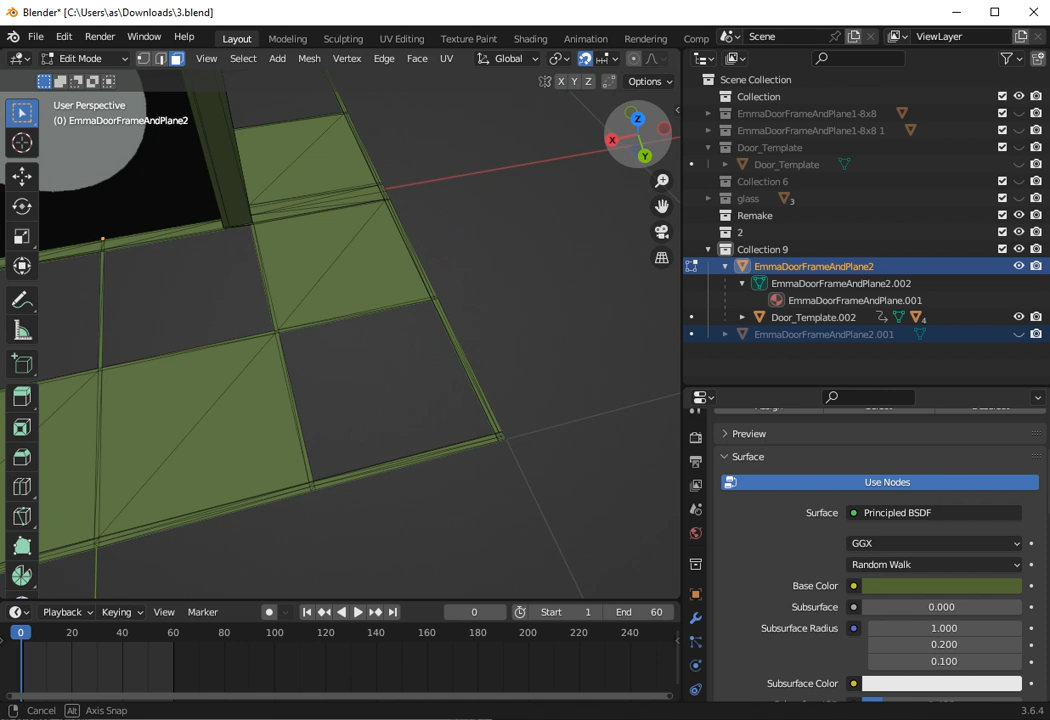 Blender* [C:\Users\as\Downloads\3.blend]
File Edit Render Window Help Layout Modeling Sculpting UV Editing Texture Paint Shading Animation Rendering Comp Scene ViewLayer
Edit Mode View Select Add Mesh Vertex Edge Face UV Global
X Y Z Options
User Perspective
(0) EmmaDoorFrameAndPlane2
Z
X
Y
Scene Collection
Collection
EmmaDoorFrameAndPlane1-8x8
EmmaDoorFrameAndPlane1-8x8 1
Door_Template
Door_Template
Collection 6
glass 3
Remake
2
Collection 9
EmmaDoorFrameAndPlane2
EmmaDoorFrameAndPlane2.002
EmmaDoorFrameAndPlane.001
Door_Template.002 4
EmmaDoorFrameAndPlane2.001
Preview
Surface
Use Nodes
Surface Principled BSDF
GGX
Random Walk
Base Color
Subsurface 0.000
Subsurface Radius 1.000
0.200
0.100
Subsurface Color
Playback Keying View Marker 0 Start 1 End 60
0 20 40 60 80 100 120 140 160 180 200 220 240
Cancel Alt Axis Snap 3.6.4